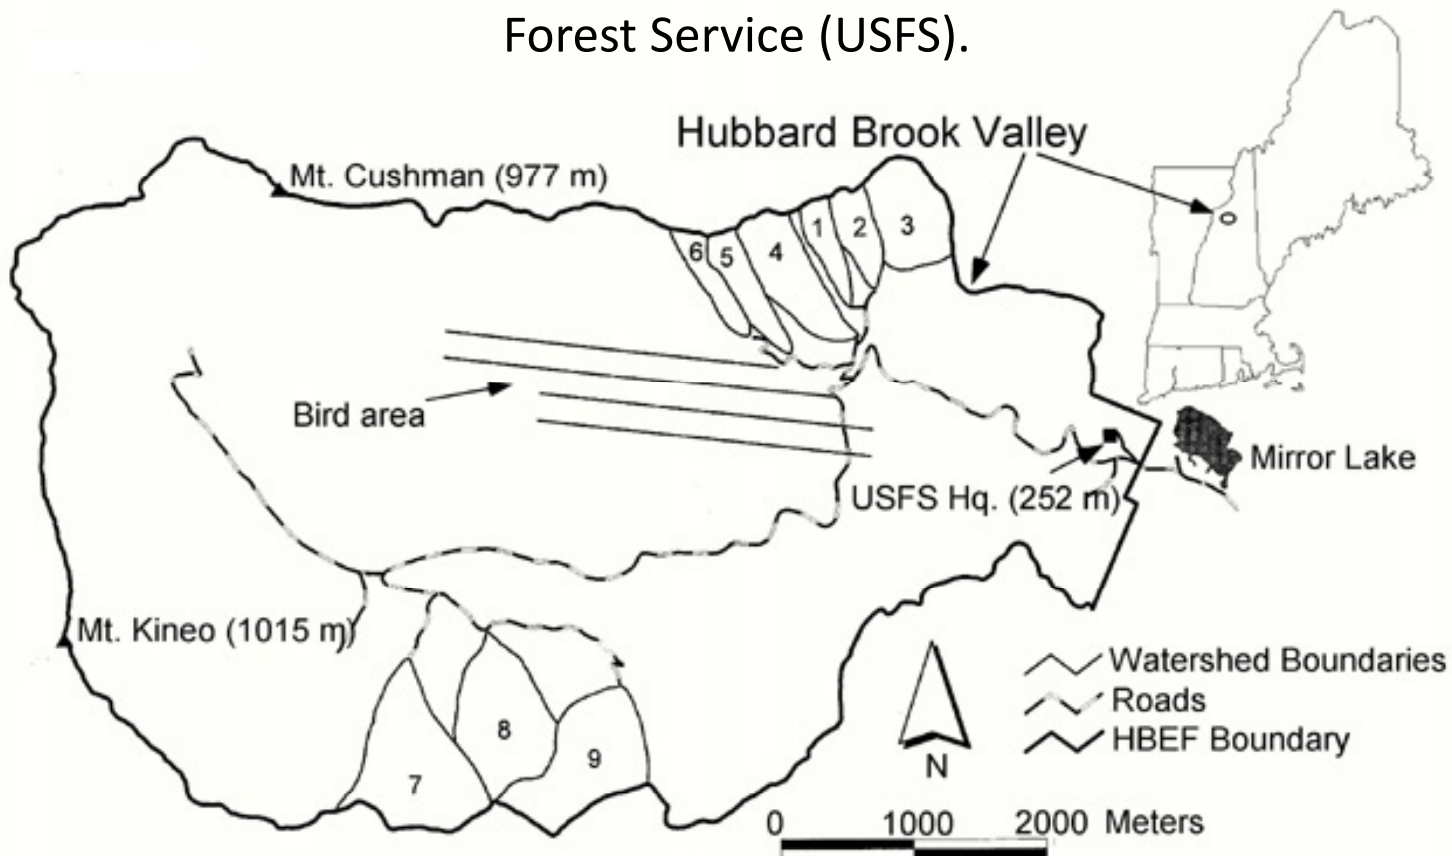 Forest Service (USFS).
Hubbard Brook Valley
Mt. Cushman (977 m)
6
5
4
1
2
3
Bird area
Mirror Lake
USFS Hq. (252 m)
Mt. Kineo (1015 m)
7
8
9
N
Watershed Boundaries
Roads
HBEF Boundary
0 1000 2000 Meters